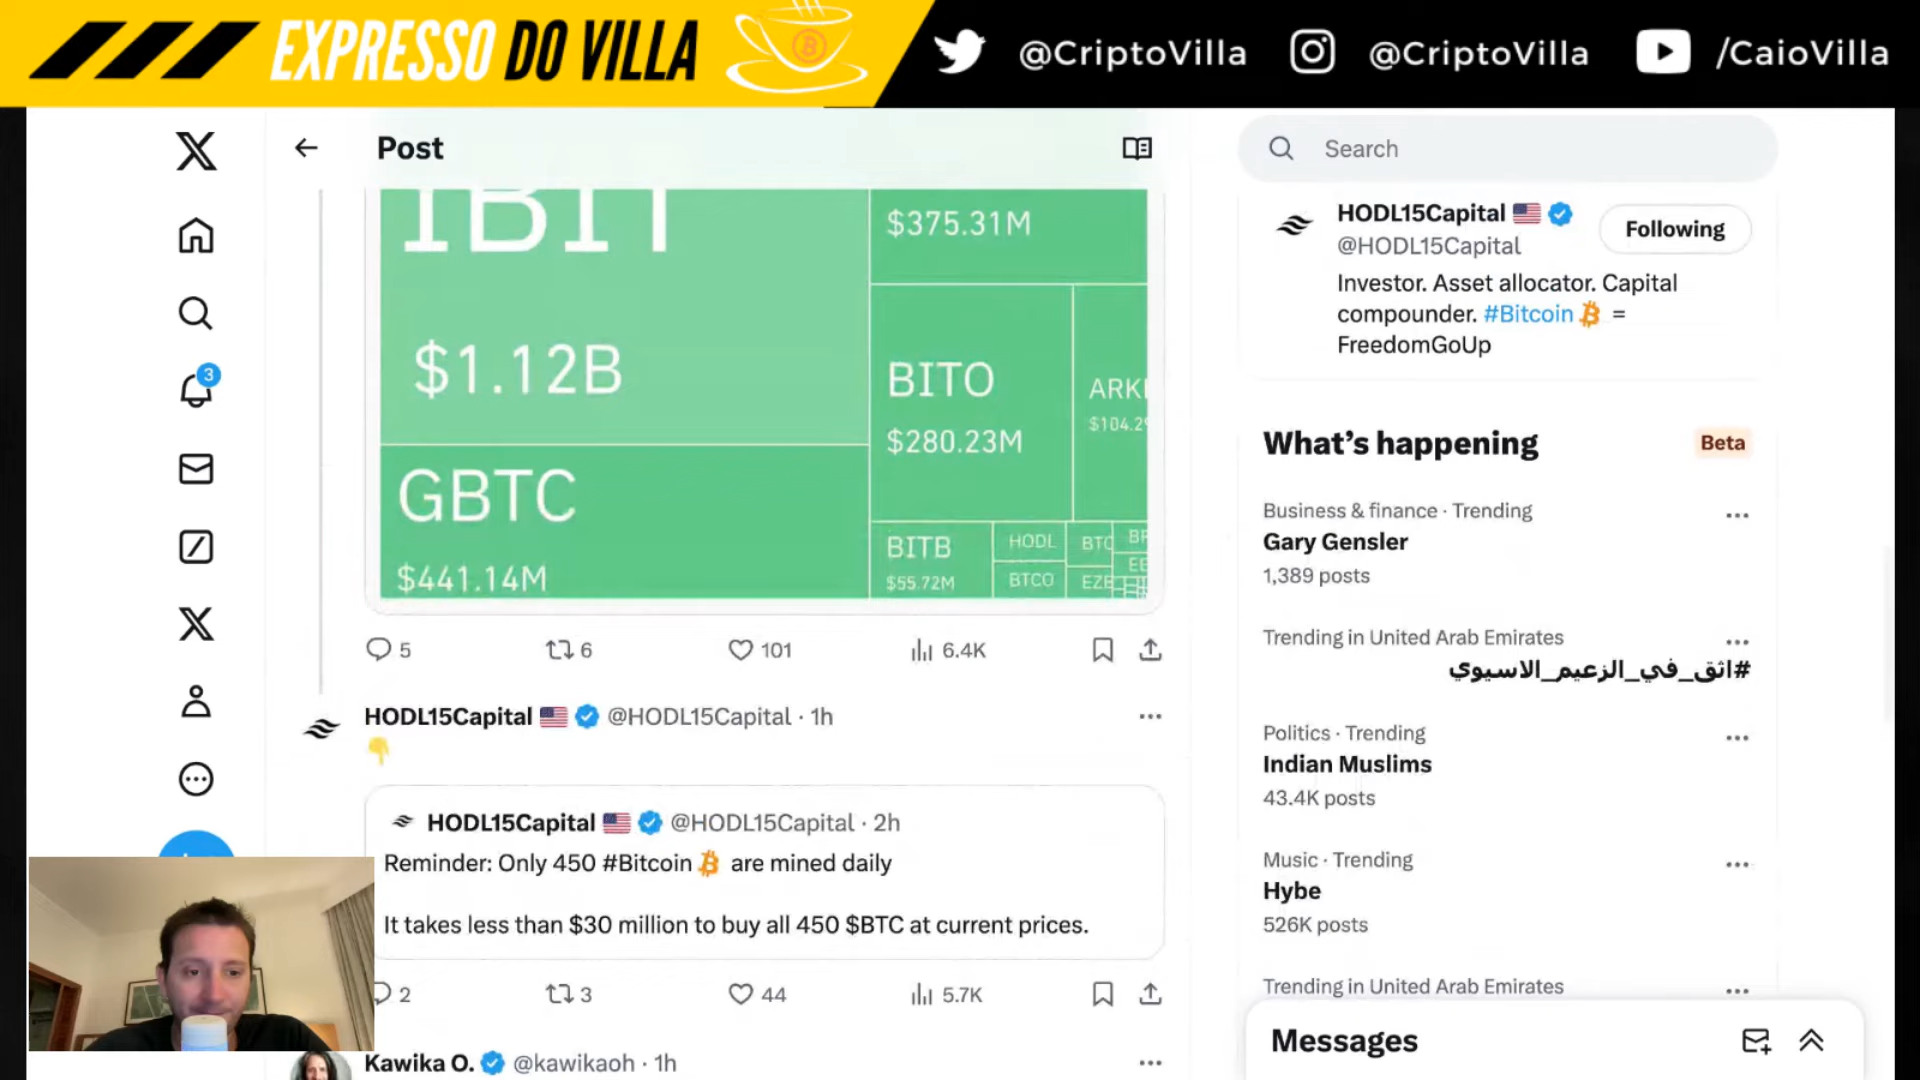 EXPRESSO DO VILLA
@CriptoVilla
@CriptoVilla
/CaioVilla
Post
IBIT
$1.12B
GBTC
$441.14M
$375.31M
BITO
$280.23M
BITB
$55.72M
HODL
BTCO
5
6
101
6.4K
HODL15Capital @HODL15Capital · 1h
HODL15Capital @HODL15Capital · 2h
Reminder: Only 450 #Bitcoin are mined daily
It takes less than $30 million to buy all 450 $BTC at current prices.
2
3
44
5.7K
Kawika O. @kawikaoh · 1h
3
Search
HODL15Capital
@HODL15Capital
Following
Investor. Asset allocator. Capital
compounder. #Bitcoin =
FreedomGoUp
What’s happening
Beta
Business & finance · Trending
Gary Gensler
1,389 posts
Trending in United Arab Emirates
#اثق_في_الزعيم_الاسيوي
Politics · Trending
Indian Muslims
43.4K posts
Music · Trending
Hybe
526K posts
Trending in United Arab Emirates
Messages